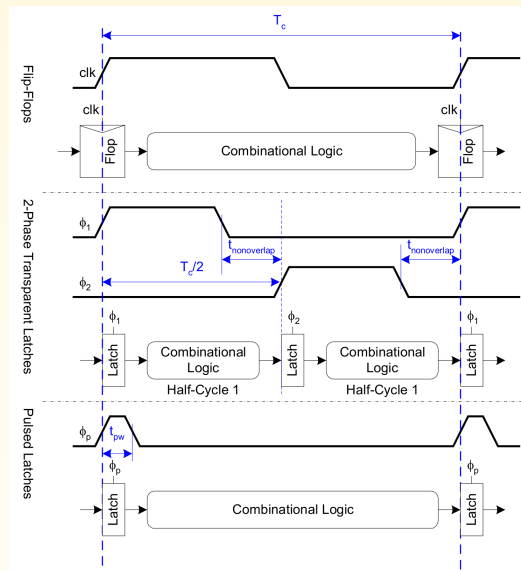 T_c
Flip-Flops
clk
clk
clk
Flop
Combinational Logic
Flop
2-Phase Transparent Latches
ϕ_1
t_nonoverlap
t_nonoverlap
T_c/2
ϕ_2
ϕ_1
ϕ_2
ϕ_1
Latch
Combinational
Logic
Latch
Combinational
Logic
Latch
Half-Cycle 1
Half-Cycle 1
Pulsed Latches
ϕ_p
t_pw
ϕ_p
ϕ_p
Latch
Combinational Logic
Latch